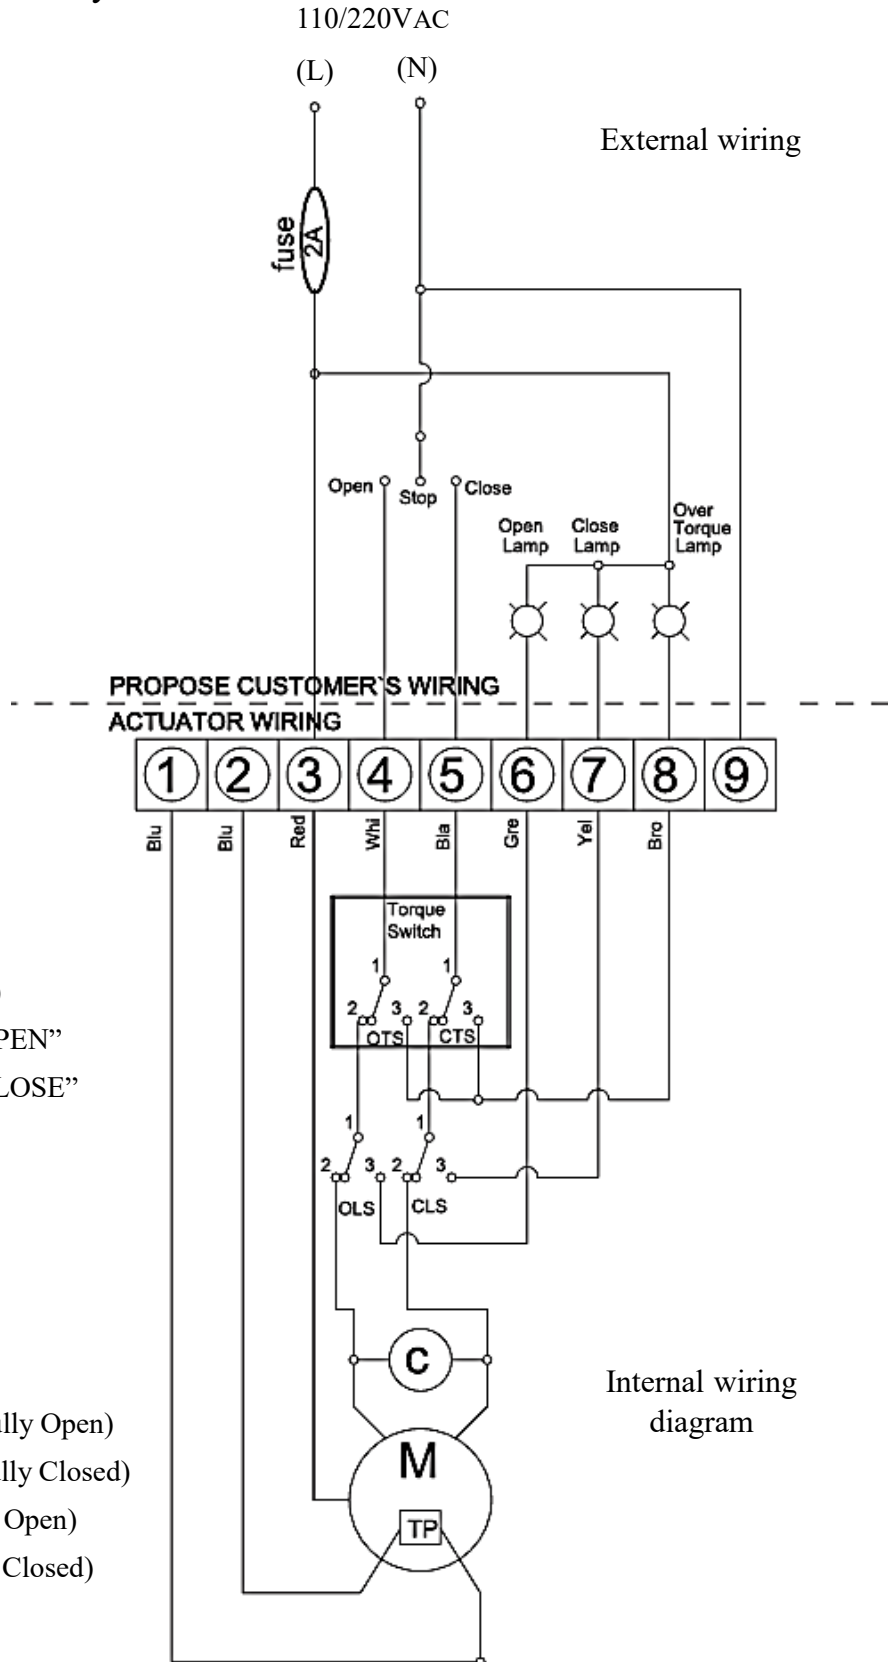 110/220VAC
(L) (N)
External wiring
fuse
2A
Open Stop Close
Open Lamp
Close Lamp
Over Torque Lamp
PROPOSE CUSTOMER`S WIRING
ACTUATOR WIRING
1 2 3 4 5 6 7 8 9
Blu Blu Red Whi Bla Gre Yel Bro
Torque
Switch
1 1
2 3 2 3
OTS CTS
)
PEN”
LOSE”
1 1
2 3 2 3
OLS CLS
C
Internal wiring
diagram
lly Open)
lly Closed)
M
Open)
TP
Closed)